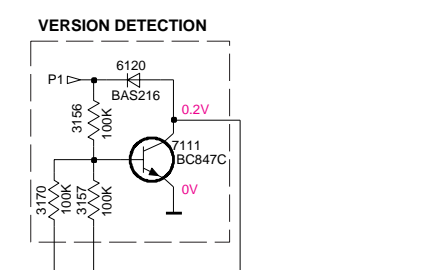 VERSION DETECTION
6120
P1
BAS216
0.2V
3156
100K
7111
BC847C
3170
100K
3157
100K
0V